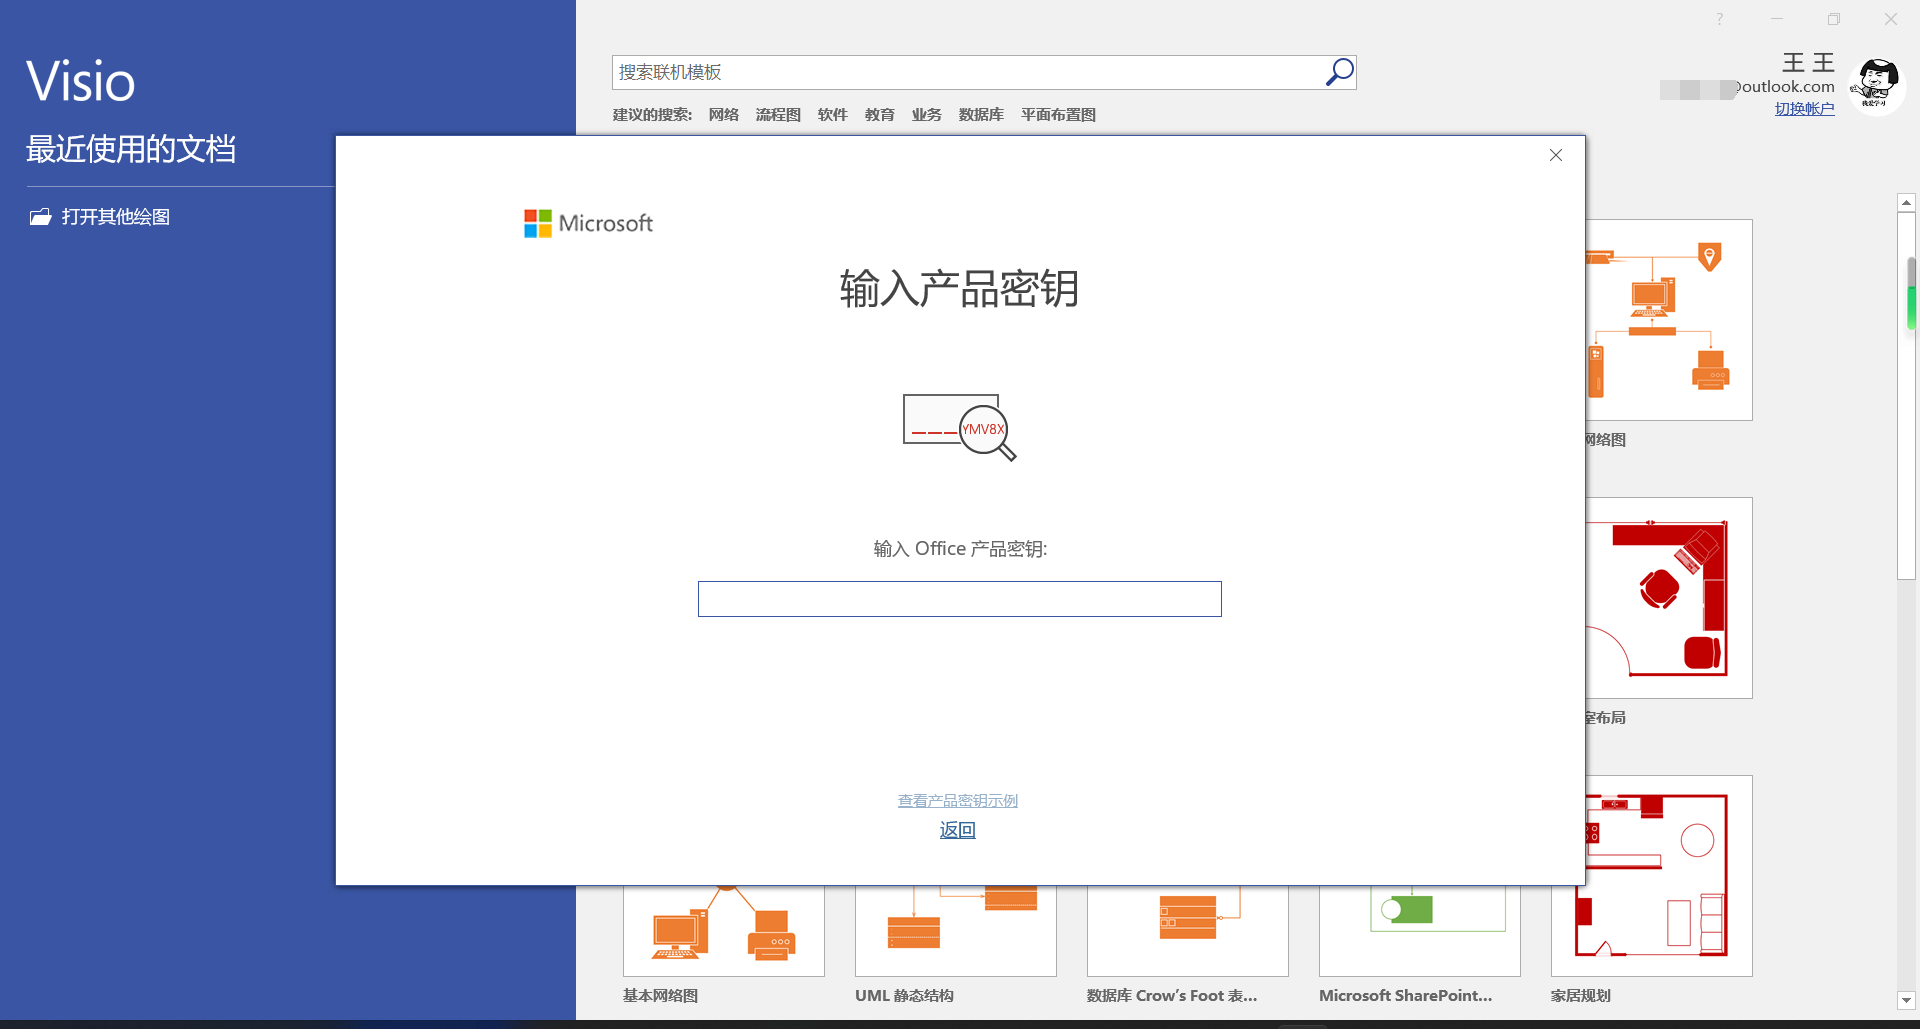 Visio
最近使用的文档
打开其他绘图
搜索联机模板
建议的搜索: 网络 流程图 软件 教育 业务 数据库 平面布置图
?
王 王
outlook.com
切换帐户
我爱学习
Microsoft
输入产品密钥
YMV8X
输入 Office 产品密钥:
查看产品密钥示例
返回
网络图
室布局
基本网络图
UML 静态结构
数据库 Crow's Foot 表...
Microsoft SharePoint...
家居规划